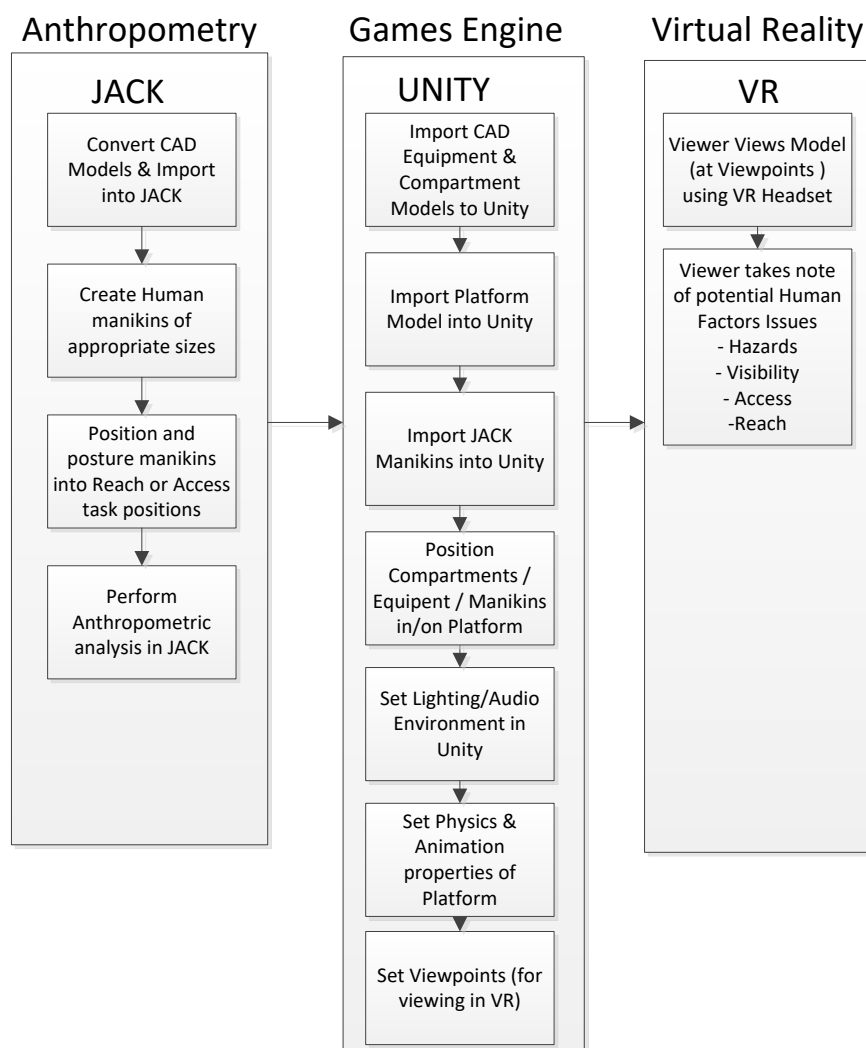 Anthropometry
JACK
Convert CAD
Models & Import
into JACK
Create Human
manikins of
appropriate sizes
Position and
posture manikins
into Reach or Access
task positions
Perform
Anthropometric
analysis in JACK
Games Engine
UNITY
Import CAD
Equipment &
Compartment
Models to Unity
Import Platform
Model into Unity
Import JACK
Manikins into Unity
Position
Compartments /
Equipent / Manikins
in/on Platform
Set Lighting/Audio
Environment in
Unity
Set Physics &
Animation
properties of
Platform
Set Viewpoints (for
viewing in VR)
Virtual Reality
VR
Viewer Views Model
(at Viewpoints )
using VR Headset
Viewer takes note
of potential Human
Factors Issues
- Hazards
- Visibility
- Access
-Reach